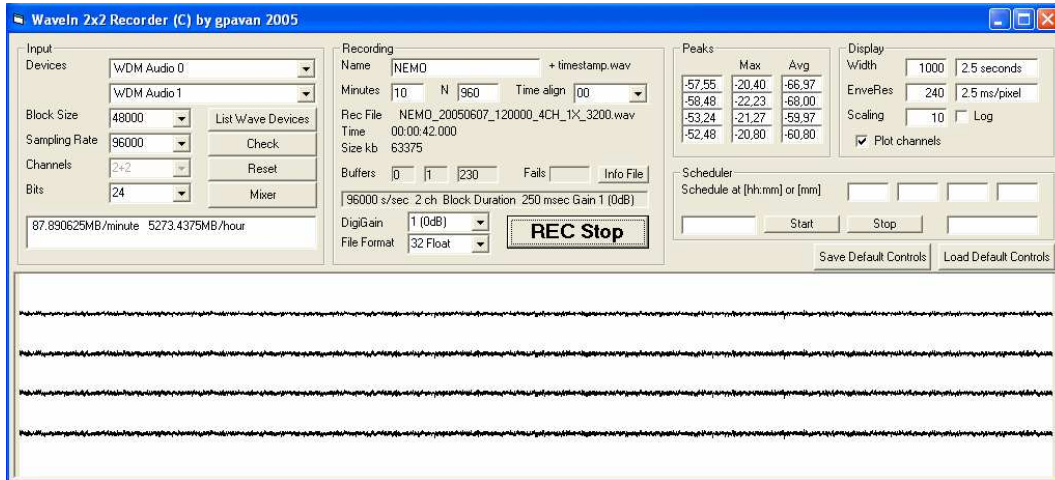 WaveIn 2x2 Recorder (C) by gpavan 2005
Input
Devices
WDM Audio 0
WDM Audio 1
Block Size 48000 List Wave Devices
Sampling Rate 96000 Check
Channels 2+2 Reset
Bits 24 Mixer
87.890625MB/minute 5273.4375MB/hour
Recording
Name NEMO + timestamp.wav
Minutes 10 N 960 Time align 00
Rec File NEMO_20050607_120000_4CH_1X_3200.wav
Time 00:00:42.000
Size kb 63375
Buffers 0 1 230 Fails Info File
96000 s/sec 2 ch Block Duration 250 msec Gain 1 (0dB)
DigiGain 1 (0dB)
File Format 32 Float
REC Stop
Peaks
Max Avg
-57,55 -20,40 -66,97
-58,48 -22,23 -68,00
-53,24 -21,27 -59,97
-52,48 -20,80 -60,80
Display
Width 1000 2.5 seconds
EnveRes 240 2.5 ms/pixel
Scaling 10 Log
Plot channels
Scheduler
Schedule at [hh:mm] or [mm]
Start Stop
Save Default Controls Load Default Controls